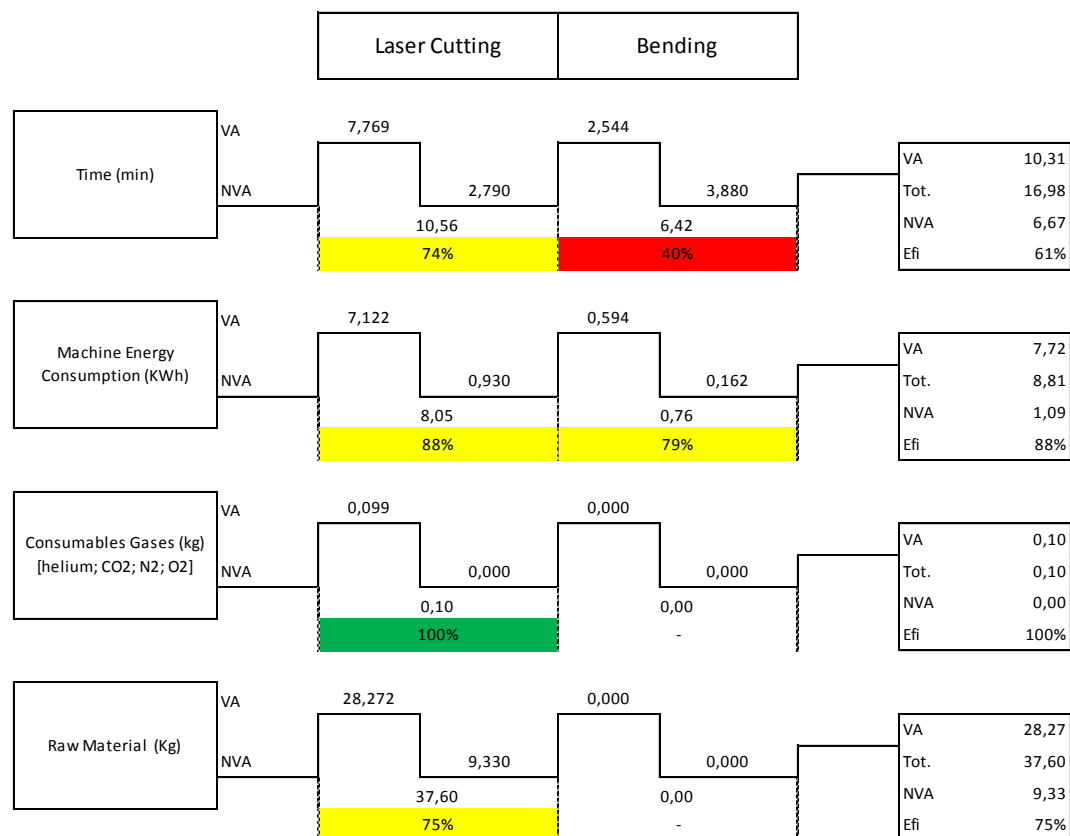 Laser Cutting Bending
Time (min)
VA 7,769 2,544
NVA 2,790 3,880
10,56 6,42
74% 40%
VA 10,31
Tot. 16,98
NVA 6,67
Efi 61%
Machine Energy
Consumption (KWh)
VA 7,122 0,594
NVA 0,930 0,162
8,05 0,76
88% 79%
VA 7,72
Tot. 8,81
NVA 1,09
Efi 88%
Consumables Gases (kg)
[helium; CO2; N2; O2]
VA 0,099 0,000
NVA 0,000 0,000
0,10 0,00
100% -
VA 0,10
Tot. 0,10
NVA 0,00
Efi 100%
Raw Material (Kg)
VA 28,272 0,000
NVA 9,330 0,000
37,60 0,00
75% -
VA 28,27
Tot. 37,60
NVA 9,33
Efi 75%